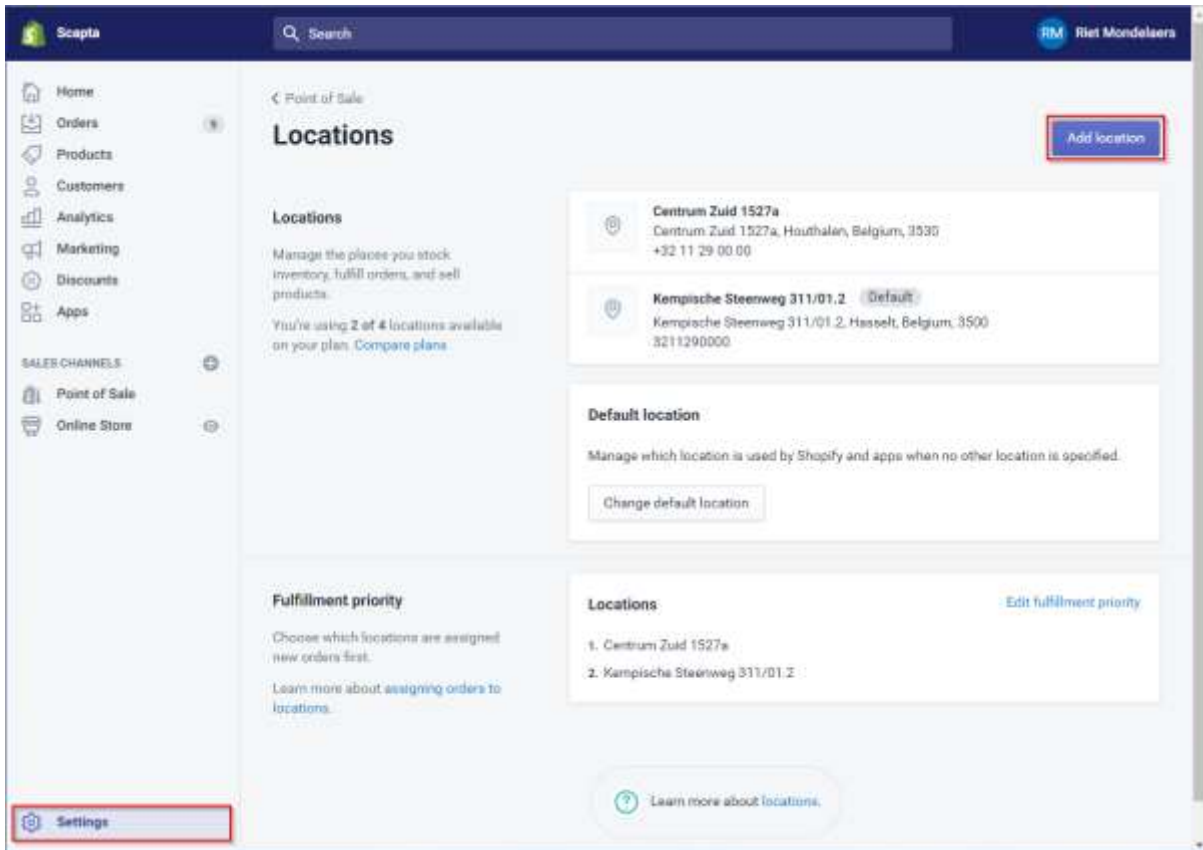 Scapta
Search
RM Riet Mondelaers
Home
Orders 9
Products
Customers
Analytics
Marketing
Discounts
Apps
SALES CHANNELS
Point of Sale
Online Store
Settings
Point of Sale
Locations
Add location
Locations
Manage the places you stock
inventory, fulfill orders, and sell
products.
You're using 2 of 4 locations available
on your plan. Compare plans
Centrum Zuid 1527a
Centrum Zuid 1527a, Houthalen, Belgium, 3530
+32 11 29 00 00
Kempische Steenweg 311/01.2 Default
Kempische Steenweg 311/01.2, Hasselt, Belgium, 3500
3211290000
Default location
Manage which location is used by Shopify and apps when no other location is specified.
Change default location
Fulfillment priority
Choose which locations are assigned
new orders first.
Learn more about assigning orders to
locations.
Locations
Edit fulfillment priority
1. Centrum Zuid 1527a
2. Kempische Steenweg 311/01.2
Learn more about locations.